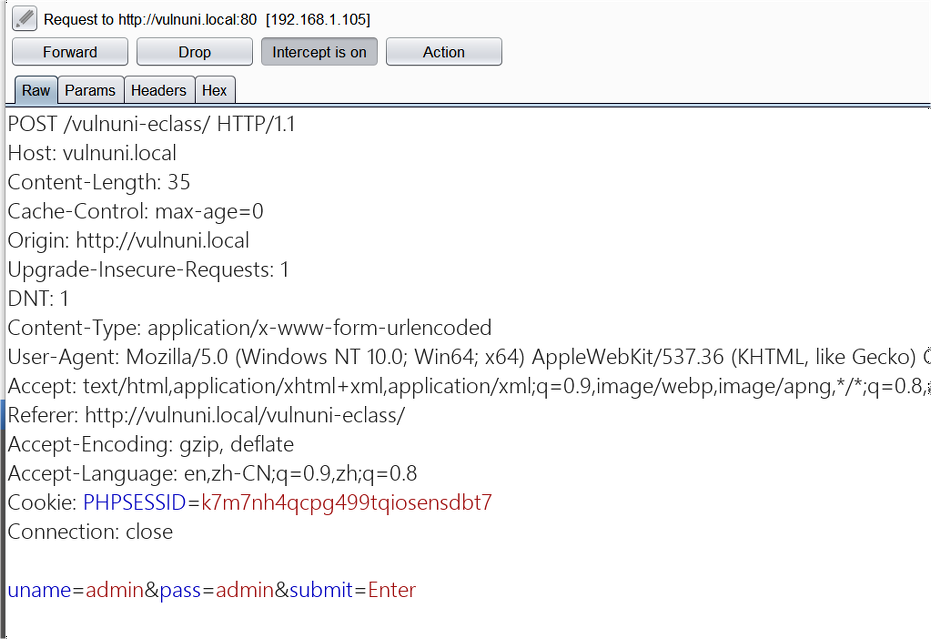 Request to http://vulnuni.local:80 [192.168.1.105]
Forward Drop Intercept is on Action
Raw Params Headers Hex
POST /vulnuni-eclass/ HTTP/1.1
Host: vulnuni.local
Content-Length: 35
Cache-Control: max-age=0
Origin: http://vulnuni.local
Upgrade-Insecure-Requests: 1
DNT: 1
Content-Type: application/x-www-form-urlencoded
User-Agent: Mozilla/5.0 (Windows NT 10.0; Win64; x64) AppleWebKit/537.36 (KHTML, like Gecko)
Accept: text/html,application/xhtml+xml,application/xml;q=0.9,image/webp,image/apng,*/*;q=0.8,
Referer: http://vulnuni.local/vulnuni-eclass/
Accept-Encoding: gzip, deflate
Accept-Language: en,zh-CN;q=0.9,zh;q=0.8
Cookie: PHPSESSID=k7m7nh4qcpg499tqiosensdbt7
Connection: close
uname=admin&pass=admin&submit=Enter